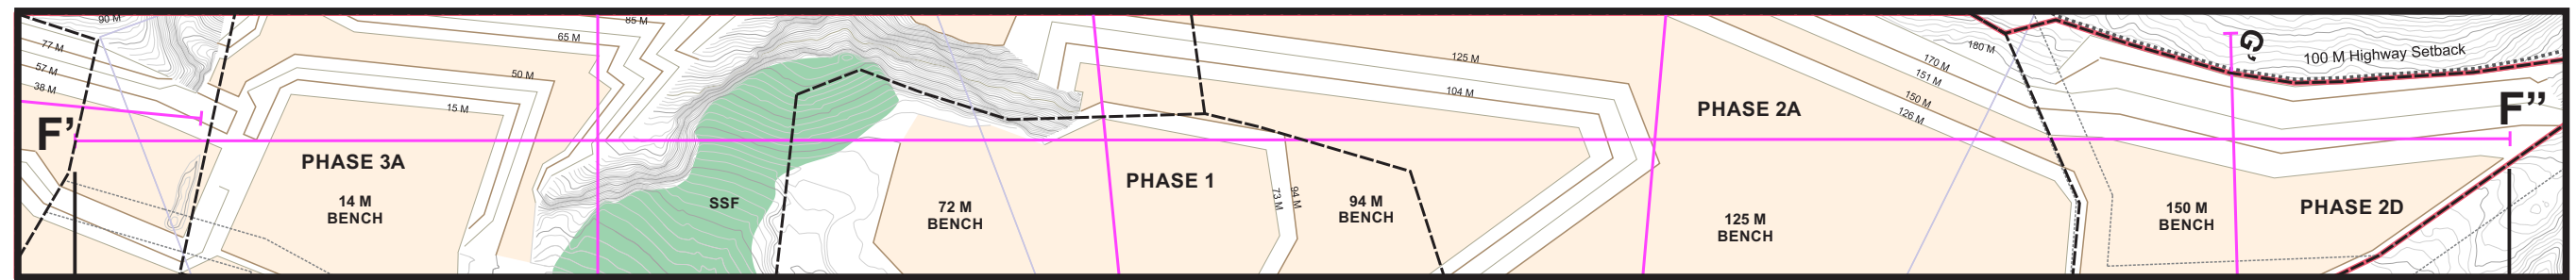 90 M
77 M
57 M
38 M
F'
50 M
15 M
PHASE 3A
14 M
BENCH
85 M
65 M
SSF
72 M
BENCH
PHASE 1
73 M
94 M
94 M
BENCH
125 M
104 M
PHASE 2A
125 M
BENCH
180 M
170 M
151 M
150 M
126 M
G'
100 M Highway Setback
F”
150 M
BENCH
PHASE 2D